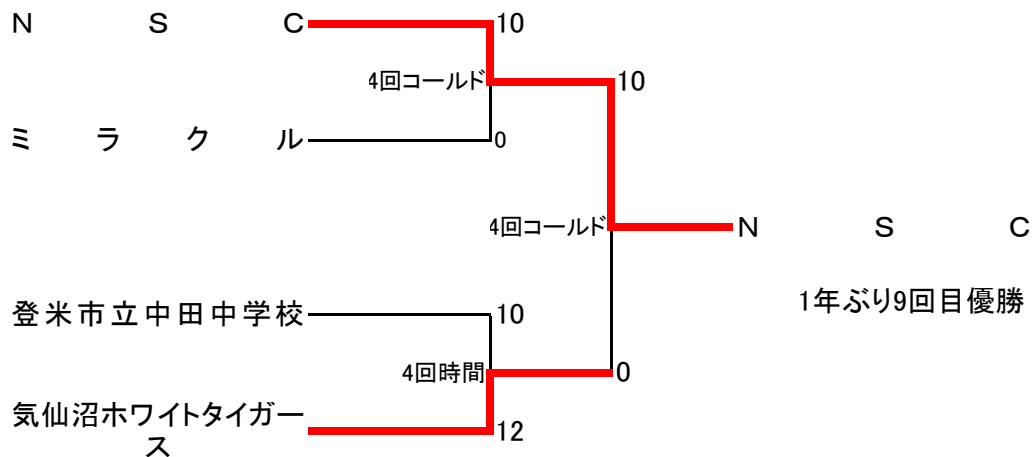 N S C
10
4回コールド
10
ミ ラ ク ル
0
4回コールド
N S C
登米市立中田中学校
10
1年ぶり9回目優勝
4回時間
0
気仙沼ホワイトタイガー
ス
12